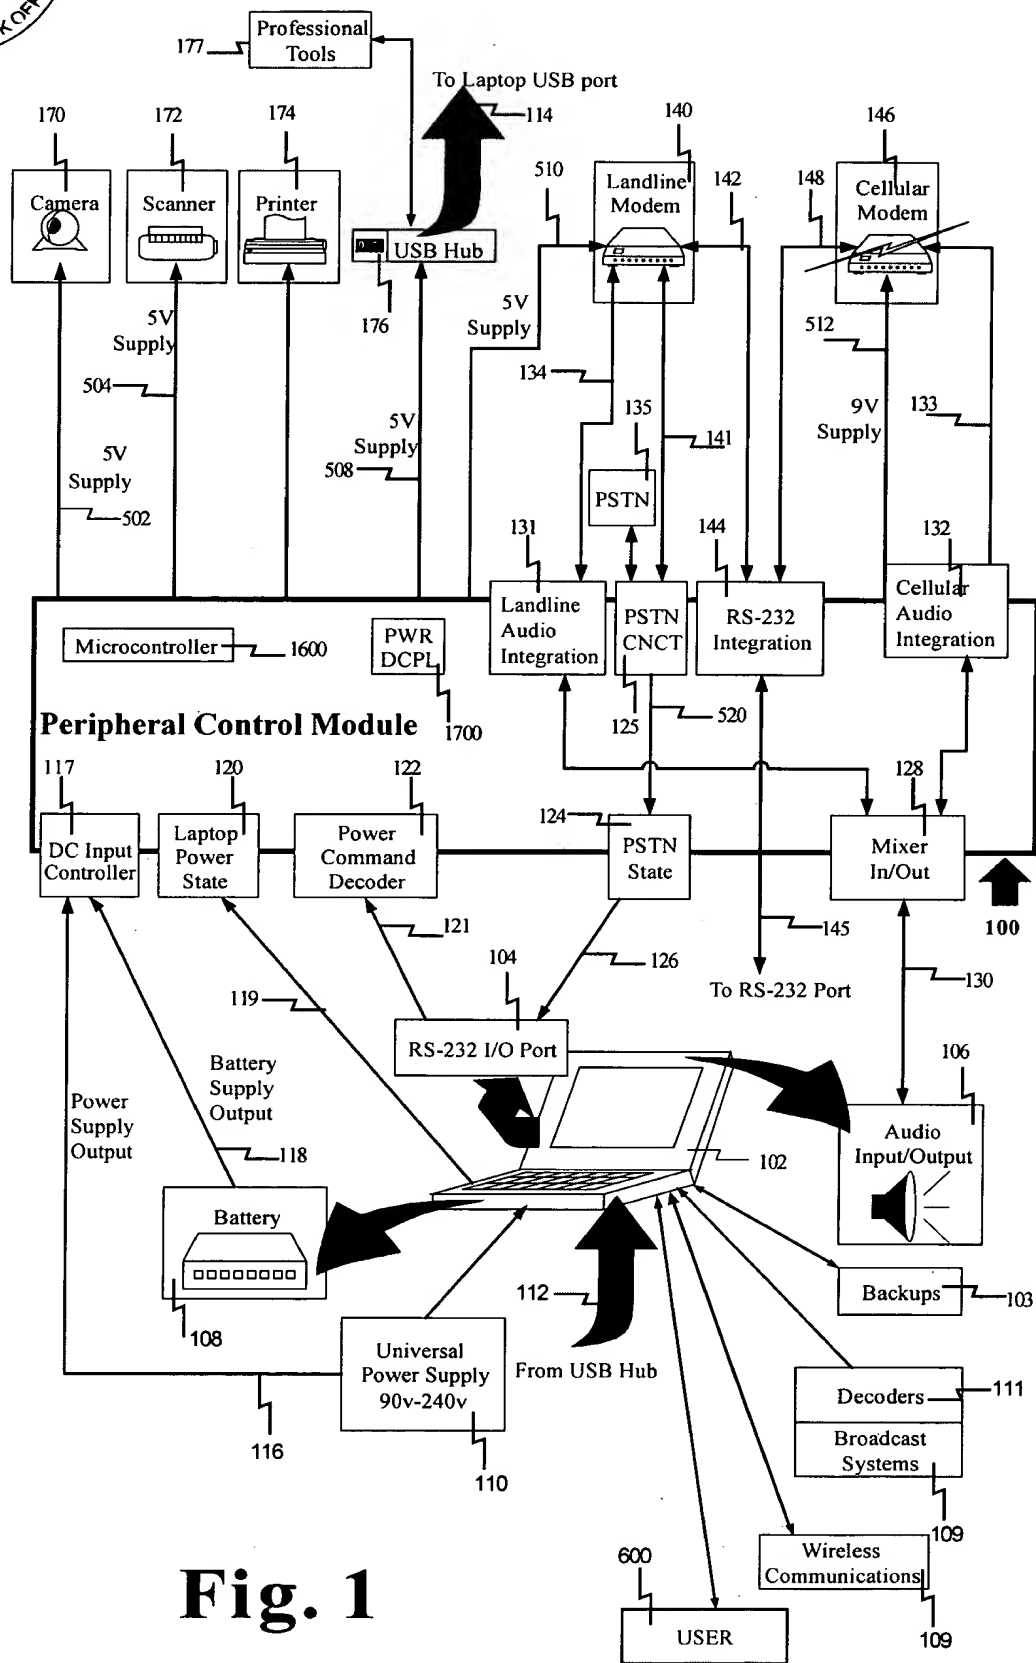 K OFF
177
Professional
Tools
To Laptop USB port
114
170
172
174
140
146
Camera
Scanner
Printer
510
Landline
Modem
142
148
Cellular
Modem
USB Hub
176
5V
Supply
5V
Supply
512
504
134
135
9V
Supply
133
5V
Supply
5V
Supply
508
141
502
PSTN
131
144
132
Landline
Audio
Integration
PSTN
CNCT
RS-232
Integration
Cellular
Audio
Integration
Microcontroller
1600
PWR
DCPL
1700
125
520
Peripheral Control Module
117
120
122
128
124
DC Input
Controller
Laptop
Power
State
Power
Command
Decoder
PSTN
State
Mixer
In/Out
100
121
126
145
130
104
To RS-232 Port
119
RS-232 I/O Port
106
Power
Supply
Output
Battery
Supply
Output
118
102
Audio
Input/Output
Battery
108
112
Backups
103
Universal
Power Supply
90v-240v
From USB Hub
116
110
Decoders
111
Broadcast
Systems
109
Wireless
Communications
109
600
USER
Fig. 1